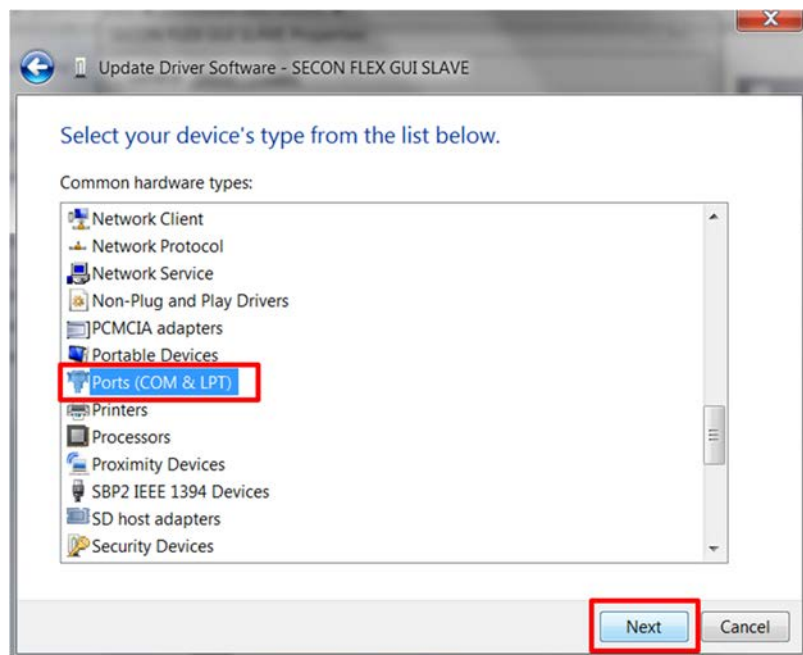 Update Driver Software - SECON FLEX GUI SLAVE
Select your device's type from the list below.
Common hardware types:
Network Client
Network Protocol
Network Service
Non-Plug and Play Drivers
PCMCIA adapters
Portable Devices
Ports (COM & LPT)
Printers
Processors
Proximity Devices
SBP2 IEEE 1394 Devices
SD host adapters
Security Devices
Next Cancel